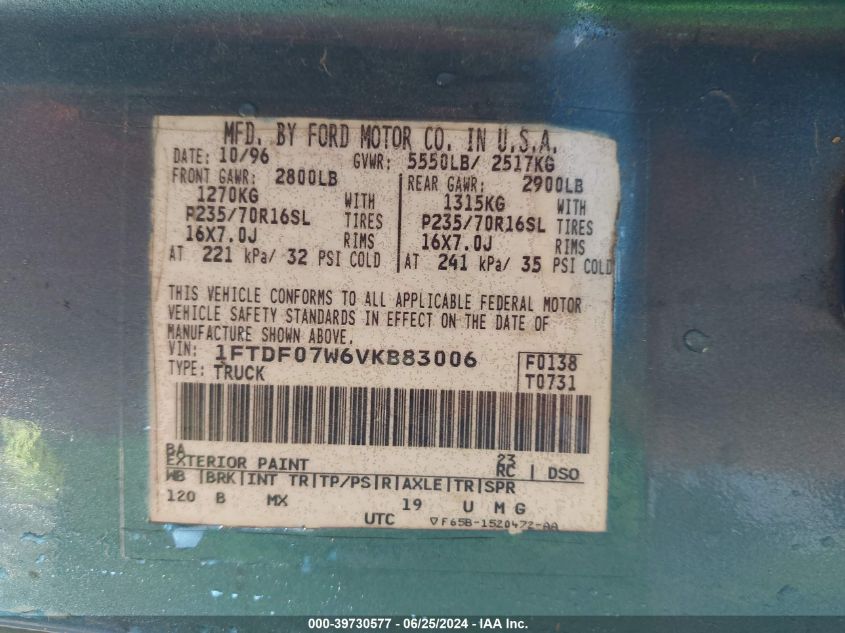 MFD. BY FORD MOTOR CO. IN U.S.A.
DATE: 10/96 GVWR: 5550LB/ 2517KG
FRONT GAWR: 2800LB REAR GAWR: 2900LB
1270KG WITH 1315KG WITH
P235/70R16SL TIRES P235/70R16SL TIRES
16X7.0J RIMS 16X7.0J RIMS
AT 221 kPa/ 32 PSI COLD AT 241 kPa/ 35 PSI COLD
THIS VEHICLE CONFORMS TO ALL APPLICABLE FEDERAL MOTOR
VEHICLE SAFETY STANDARDS IN EFFECT ON THE DATE OF
MANUFACTURE SHOWN ABOVE.
VIN: 1FTDF07W6VKB83006 F0138
TYPE: TRUCK T0731
BA 23
EXTERIOR PAINT RC | DSO
WB |BRK|INT TR|TP/PS|R|AXLE|TR|SPR
120 B MX 19 U M G
UTC ▽F65B-1520472-AA
000-39730577 - 06/25/2024 - IAA Inc.